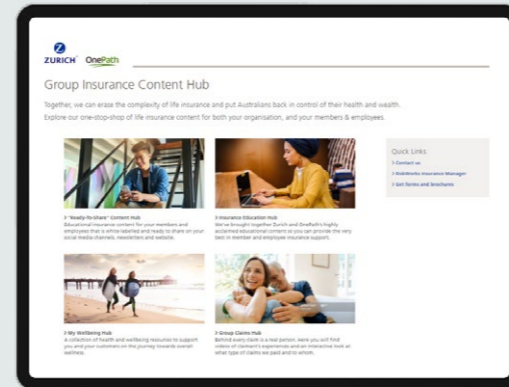 ZURICH
OnePath
Group Insurance Content Hub
Together, we can erase the complexity of life insurance and put Australians back in control of their health and wealth.
Explore our one-stop-shop of life insurance content for both your organisation, and your members & employees.
Quick Links
› Contact us
› RiskWorks Insurance Manager
› Get forms and brochures
› "Ready-To-Share" Content Hub
Educational insurance content for your members and
employees that is white-labelled and ready to share on your
social media channels, newsletters and website.
› Insurance Education Hub
We've brought together Zurich and OnePath's highly
acclaimed educational content so you can provide the very
best in member and employee insurance support.
› My Wellbeing Hub
A collection of health and wellbeing resources to support
you and your customers on the journey towards overall
wellness.
› Group Claims Hub
Behind every claim is a real person. Here you will find
videos of claimant's experiences and an interactive look at
what type of claims we paid and to whom.